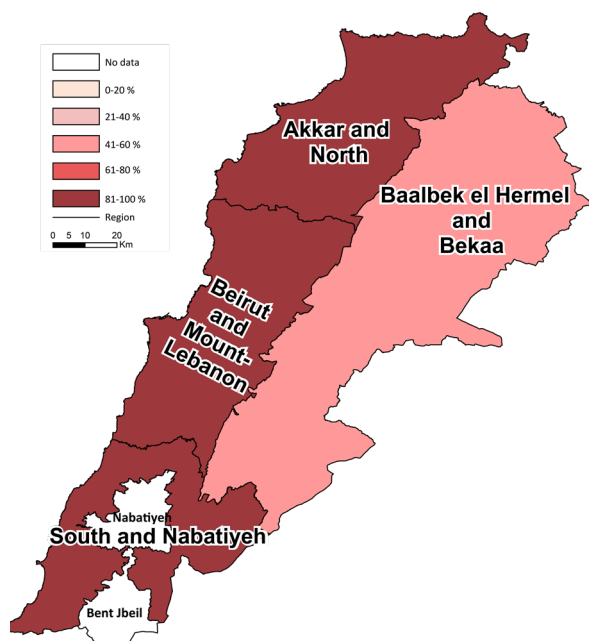 No data
0-20 %
21-40 %
41-60 %
61-80 %
81-100 %
Region
0 5 10 20
Km
Akkar and
North
Baalbek el Hermel
and
Bekaa
Beirut
and
Mount-
Lebanon
Nabatiyeh
South and Nabatiyeh
Bent Jbeil